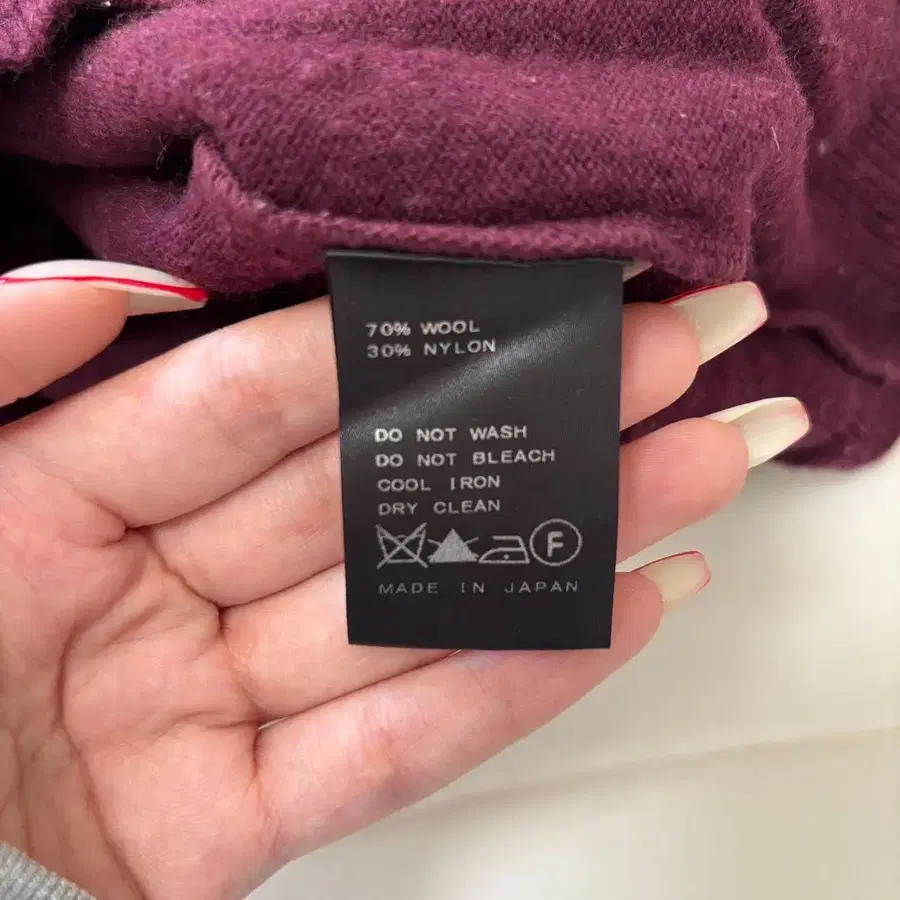 70% WOOL
30% NYLON
DO NOT WASH
DO NOT BLEACH
COOL IRON
DRY CLEAN
F
MADE IN JAPAN